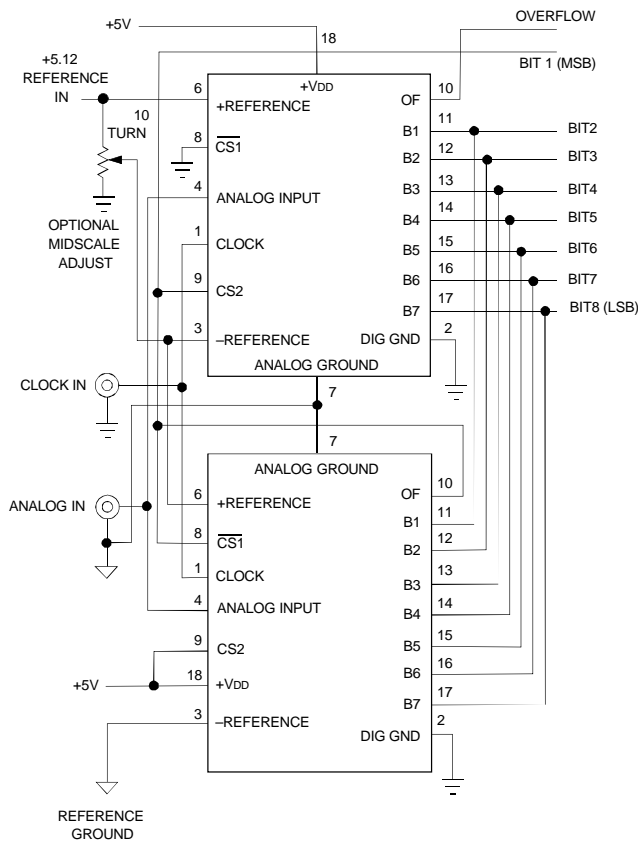 OVERFLOW
+5V
18
BIT 1 (MSB)
+5.12
REFERENCE
IN
6
+VDD
10
+REFERENCE
OF
10
TURN
8
CS1
11
B1
BIT2
12
B2
BIT3
4
ANALOG INPUT
13
B3
BIT4
14
B4
BIT5
OPTIONAL
MIDSCALE
ADJUST
1
CLOCK
15
B5
BIT6
9
CS2
16
B6
BIT7
17
B7
BIT8 (LSB)
3
–REFERENCE
DIG GND
2
ANALOG GROUND
7
CLOCK IN
7
ANALOG GROUND
6
+REFERENCE
OF
10
ANALOG IN
B1
11
8
CS1
B2
12
1
CLOCK
B3
13
4
ANALOG INPUT
B4
14
9
CS2
B5
15
+5V
18
+VDD
B6
16
3
–REFERENCE
B7
17
DIG GND
2
REFERENCE
GROUND